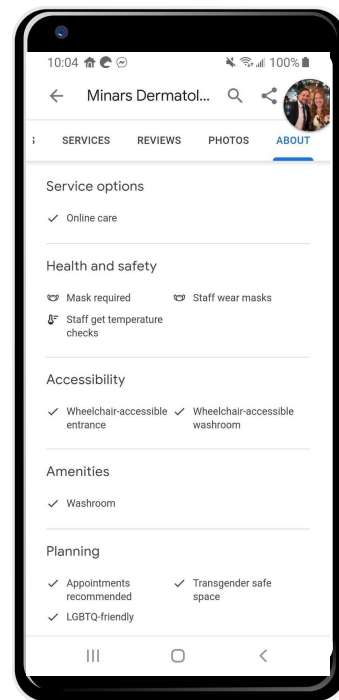 10:04 100%
Minars Dermatol...
SERVICES REVIEWS PHOTOS ABOUT
Service options
Online care
Health and safety
Mask required Staff wear masks
Staff get temperature
checks
Accessibility
Wheelchair-accessible Wheelchair-accessible
entrance washroom
Amenities
Washroom
Planning
Appointments Transgender safe
recommended space
LGBTQ-friendly